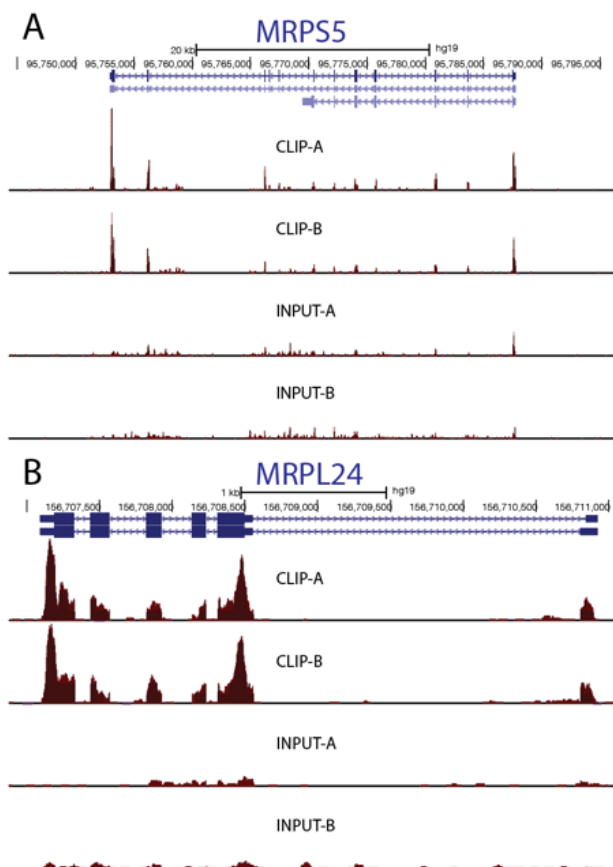 A MRPS5
20 kb hg19
95,750,000 95,755,000 95,760,000 95,765,000 95,770,000 95,775,000 95,780,000 95,785,000 95,790,000 95,795,000
CLIP-A
CLIP-B
INPUT-A
INPUT-B
B MRPL24
1 kb hg19
156,707,500 156,708,000 156,708,500 156,709,000 156,709,500 156,710,000 156,710,500 156,711,000
CLIP-A
CLIP-B
INPUT-A
INPUT-B